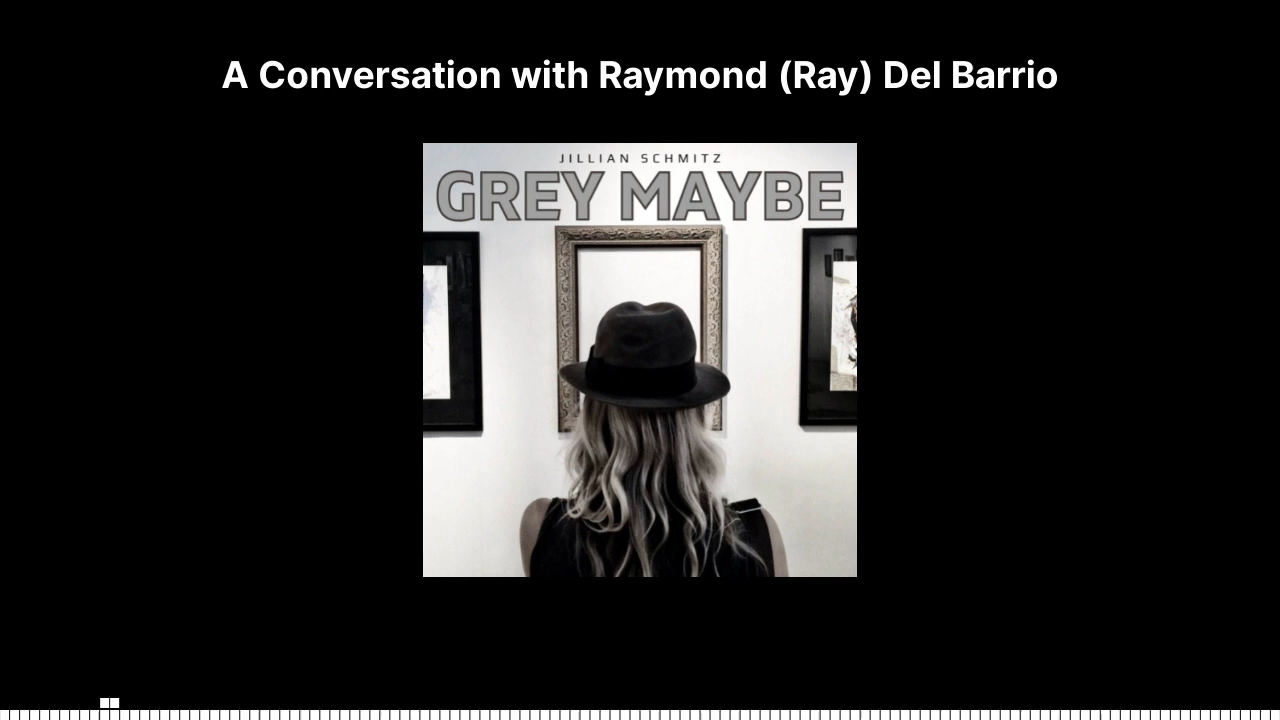 A Conversation with Raymond (Ray) Del Barrio
JILLIAN SCHMITZ
GREY MAYBE